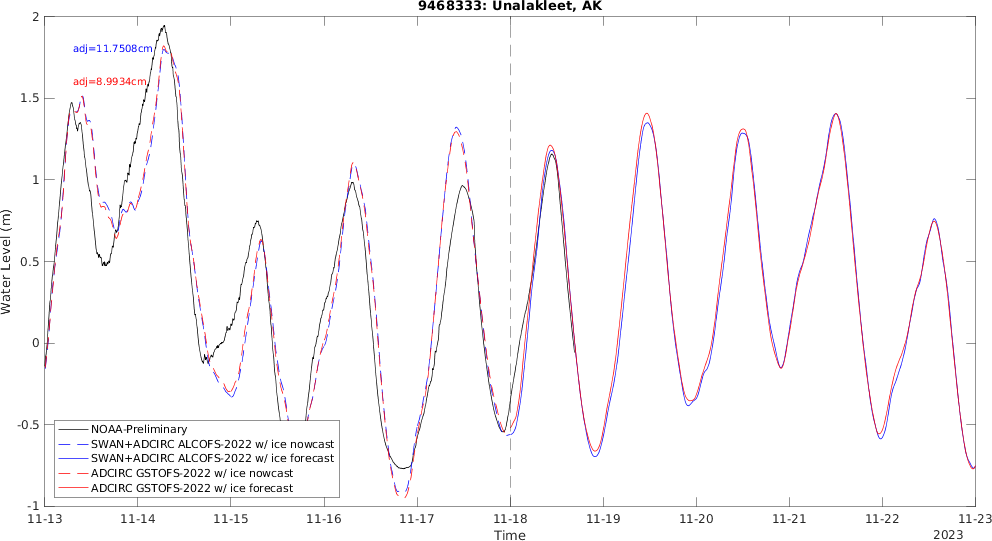 9468333: Unalakleet, AK
adj=11.7508cm
adj=8.9934cm
Water Level (m)
2
1.5
1
0.5
0
-0.5
-1
NOAA-Preliminary
SWAN+ADCIRC ALCOFS-2022 w/ ice nowcast
SWAN+ADCIRC ALCOFS-2022 w/ ice forecast
ADCIRC GSTOFS-2022 w/ ice nowcast
ADCIRC GSTOFS-2022 w/ ice forecast
11-13 11-14 11-15 11-16 11-17 11-18 11-19 11-20 11-21 11-22 11-23
Time
2023